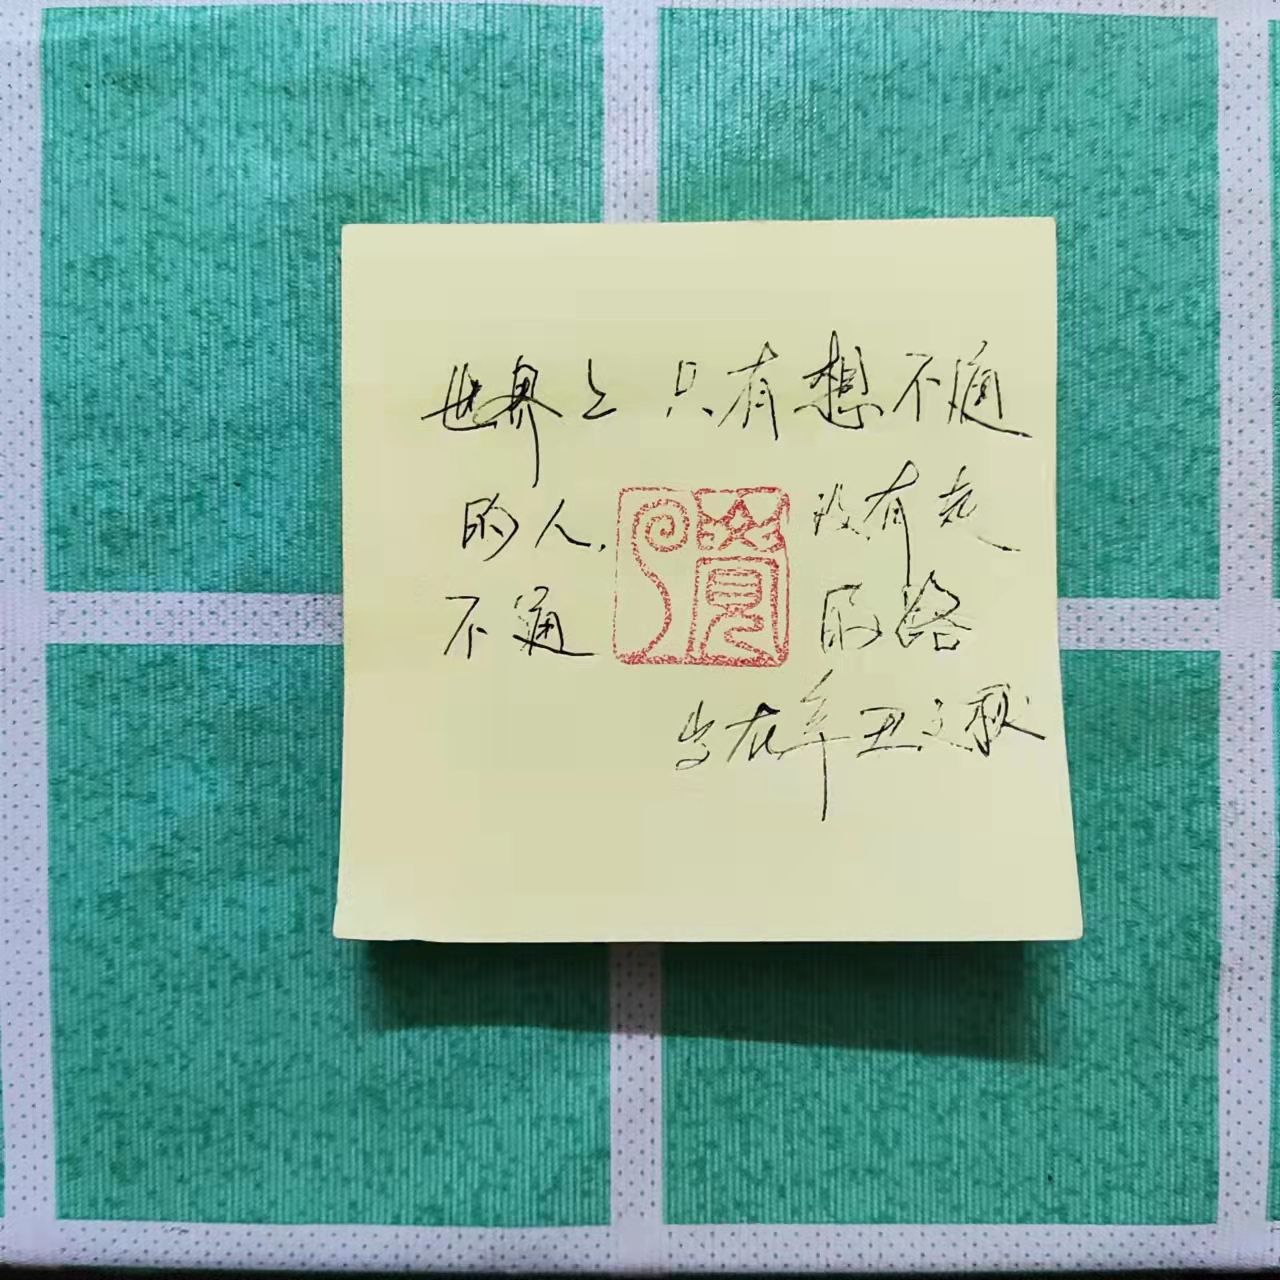 世界上只有想不通
的人,没有走
不通的路
岁在辛丑之秋